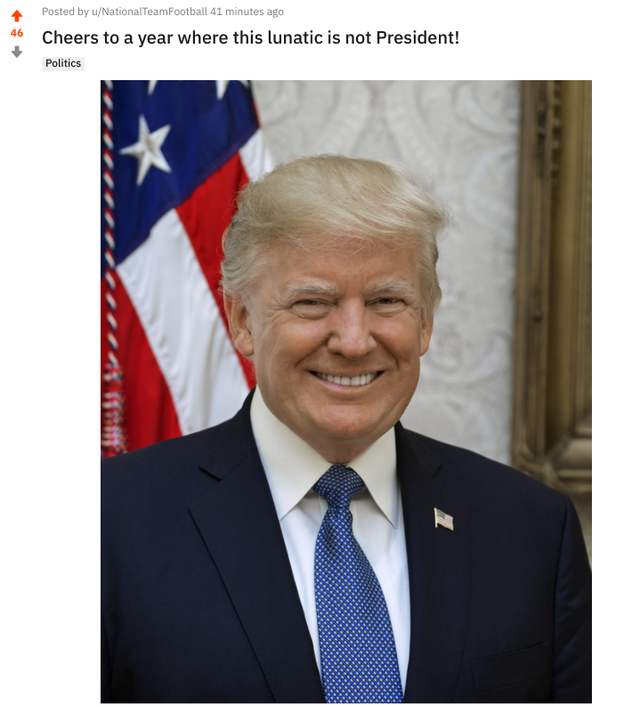 Posted by u/NationalTeamFootball 41 minutes ago
46
Cheers to a year where this lunatic is not President!
Politics